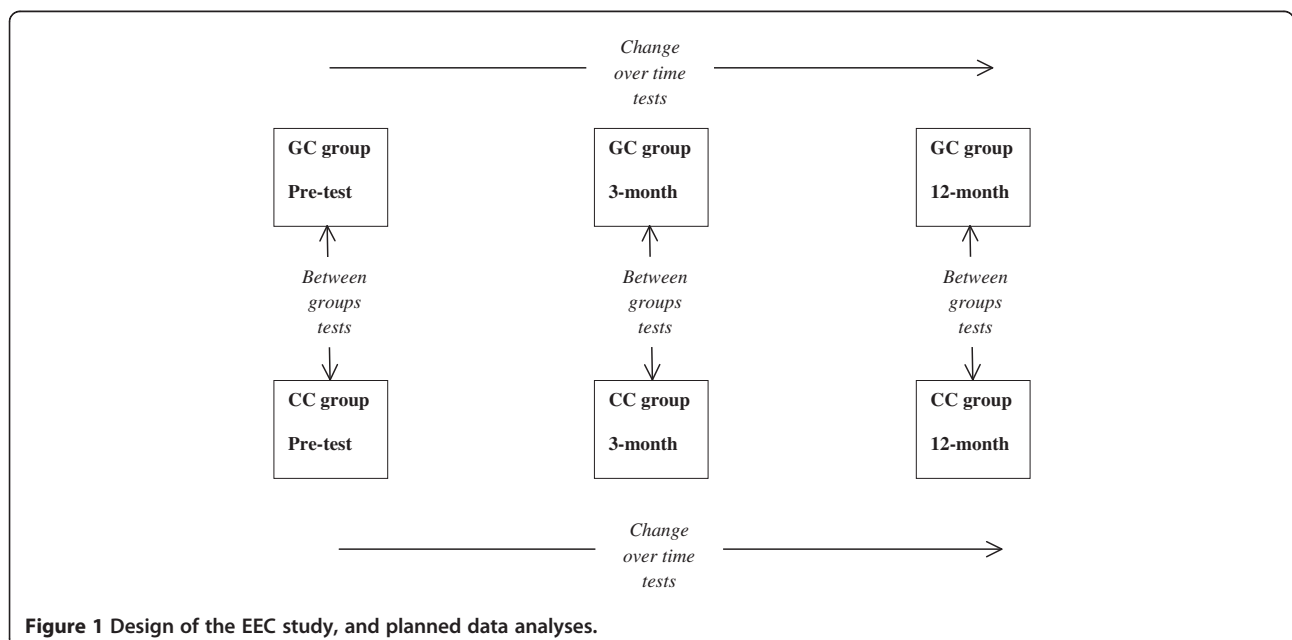 Change
over time
tests
GC group
Pre-test
GC group
3-month
GC group
12-month
Between
groups
tests
Between
groups
tests
Between
groups
tests
CC group
Pre-test
CC group
3-month
CC group
12-month
Change
over time
tests
Figure 1 Design of the EEC study, and planned data analyses.